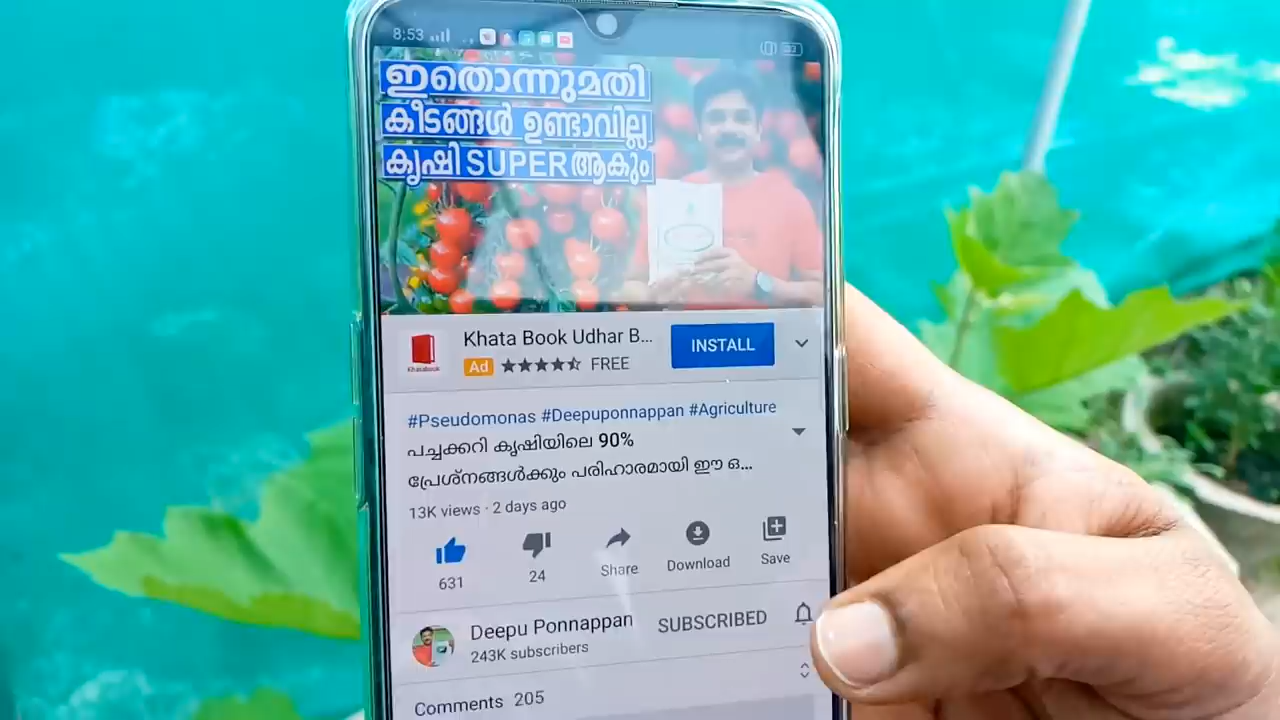 8:53
ഇതൊന്നുമതി
കീടങ്ങൾ ഉണ്ടാവില്ല
കൃഷി SUPER ആകും
Khata Book Udhar B...
Ad FREE
INSTALL
Khatabook
#Pseudomonas #Deepuponnappan #Agriculture
പച്ചക്കറി കൃഷിയിലെ 90%
പ്രേശ്നങ്ങൾക്കും പരിഹാരമായി ഈ ഒ...
13K views · 2 days ago
631
24
Share
Download
Save
Deepu Ponnappan
243K subscribers
SUBSCRIBED
Comments 205